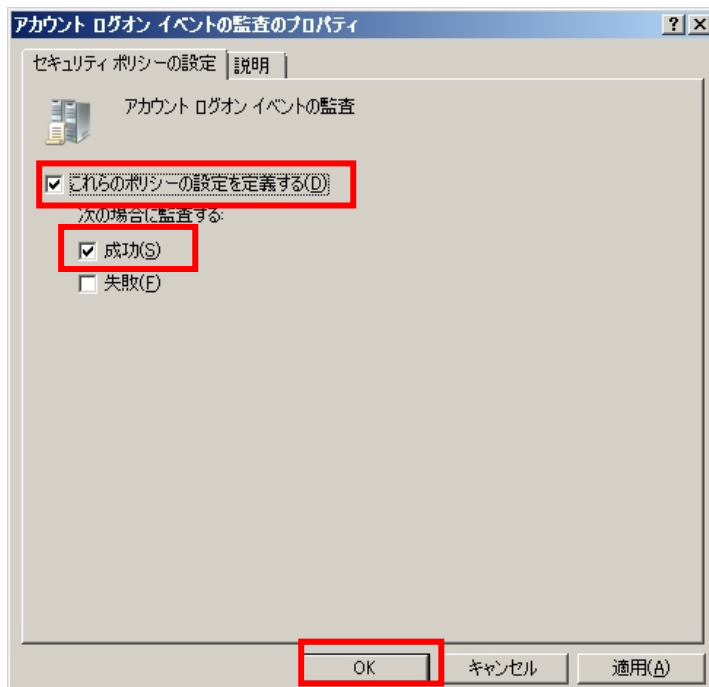 アカウント ログオン イベントの監査のプロパティ
セキュリティ ポリシーの設定 説明
アカウント ログオン イベントの監査
これらのポリシーの設定を定義する(D)
次の場合に監査する:
成功(S)
失敗(F)
OK キャンセル 適用(A)